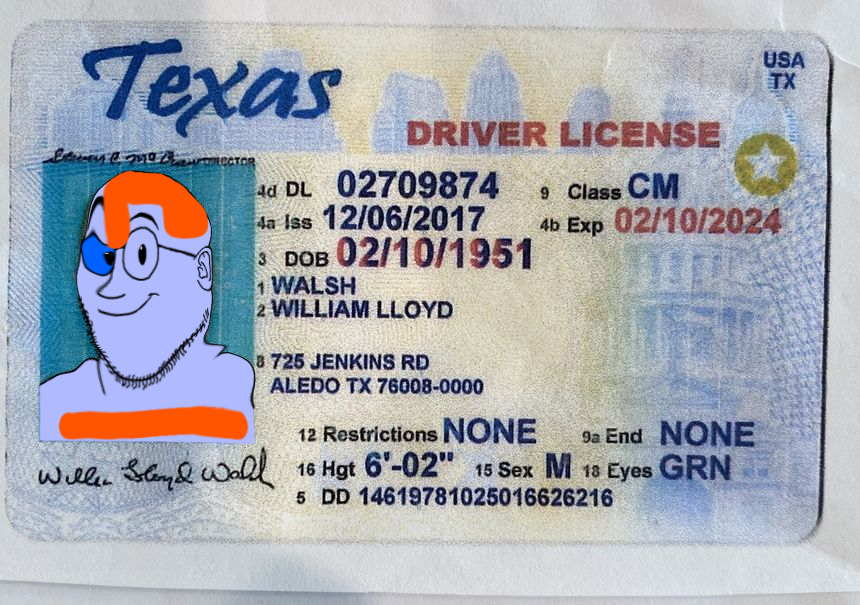 Texas
USA
TX
DRIVER LICENSE
DIRECTOR
4d DL 02709874 9 Class CM
4a Iss 12/06/2017 4b Exp 02/10/2024
3 DOB 02/10/1951
1 WALSH
2 WILLIAM LLOYD
8 725 JENKINS RD
ALEDO TX 76008-0000
12 Restrictions NONE 9a End NONE
16 Hgt 6'-02" 15 Sex M 18 Eyes GRN
5 DD 14619781025016626216